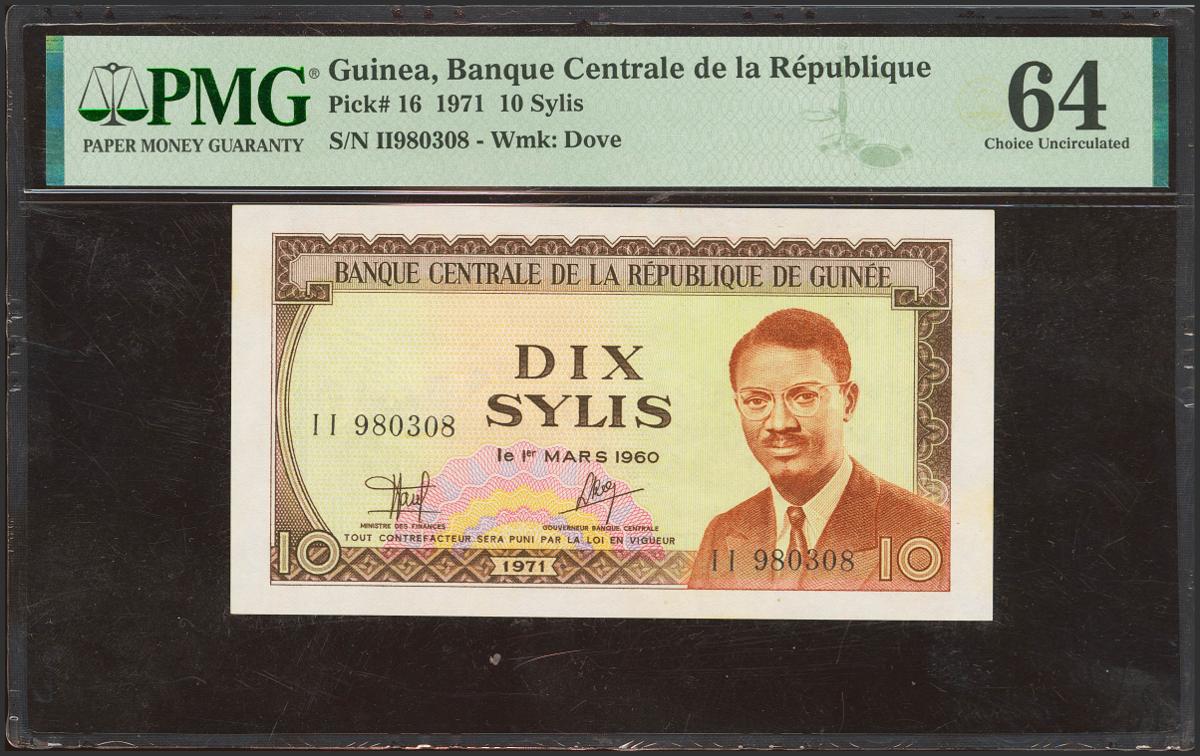 PMG®
PAPER MONEY GUARANTY
Guinea, Banque Centrale de la République
Pick# 16 1971 10 Sylis
S/N II980308 - Wmk: Dove
64
Choice Uncirculated
BANQUE CENTRALE DE LA RÉPUBLIQUE DE GUINÉE
DIX
SYLIS
II 980308
le 1er MARS 1960
MINISTRE DES FINANCES
GOUVERNEUR BANQUE CENTRALE
TOUT CONTREFACTEUR SERA PUNI PAR LA LOI EN VIGUEUR
10
1971
II 980308
10